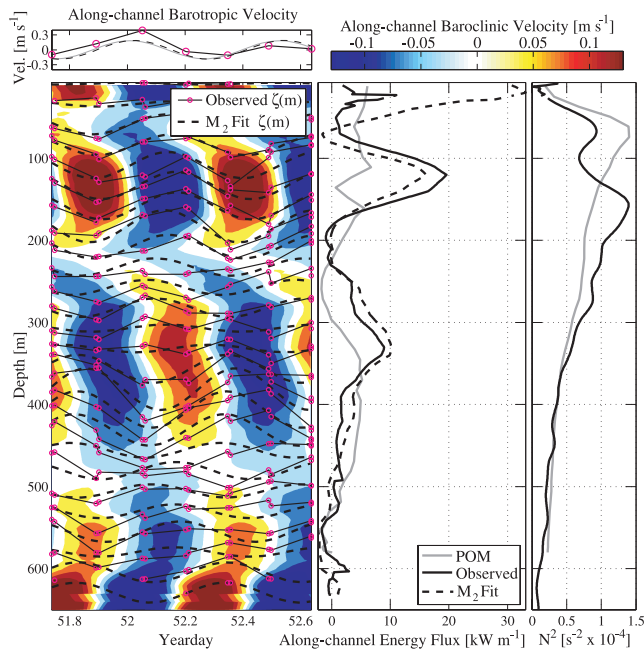 Along-channel Barotropic Velocity
Along-channel Baroclinic Velocity [m s⁻¹]
-0.1 -0.05 0 0.05 0.1
Vel. [m s⁻¹]
0.3
0
-0.3
Observed ζ(m)
M₂ Fit ζ(m)
Depth [m]
100
200
300
400
500
600
51.8 52 52.2 52.4 52.6
Yearday
POM
Observed
M₂ Fit
0 10 20 30
Along-channel Energy Flux [kW m⁻¹]
0 0.5 1 1.5
N² [s⁻² x 10⁻⁴]